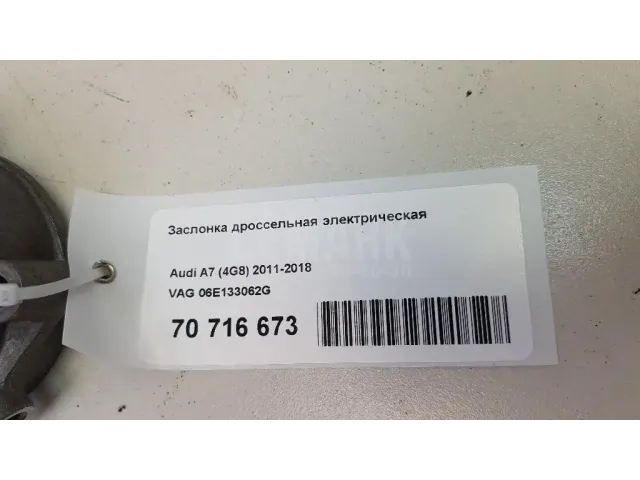 Заслонка дроссельная электрическая
Audi A7 (4G8) 2011-2018
VAG 06E133062G
70 716 673